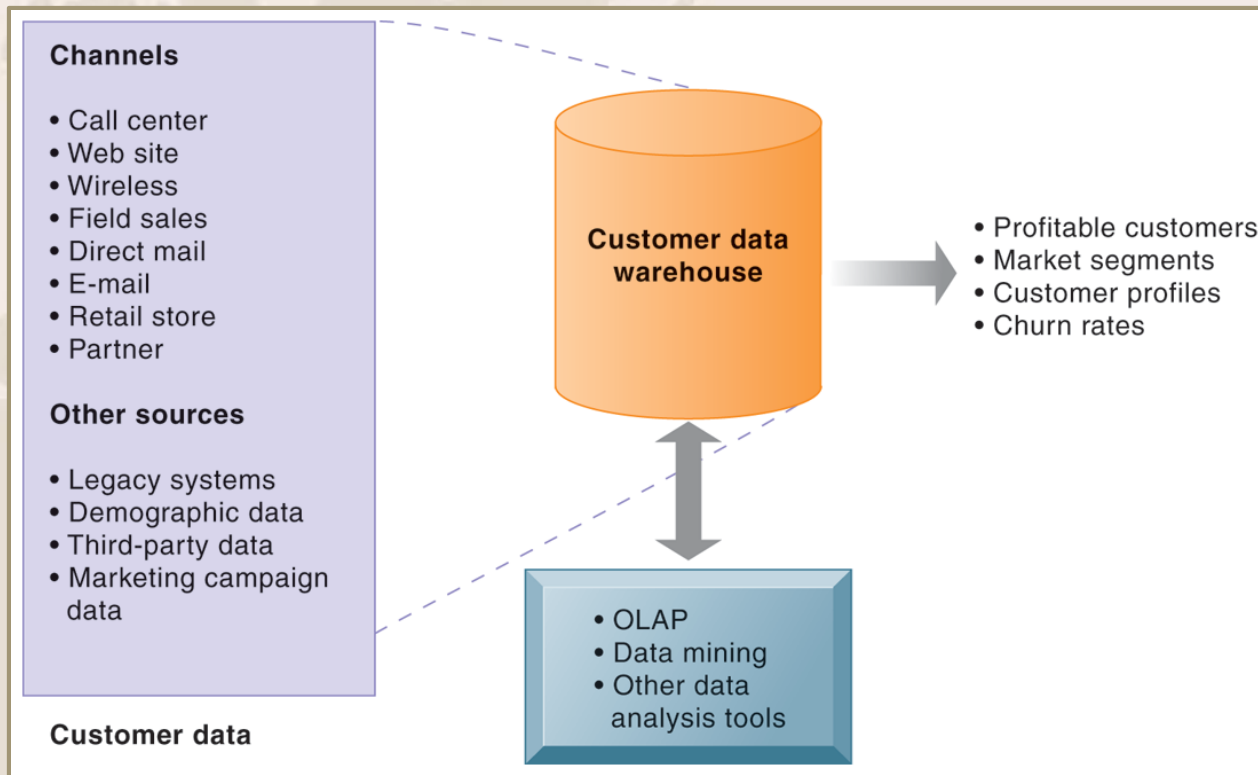 Channels
• Call center
• Web site
• Wireless
• Field sales
• Direct mail
• E-mail
• Retail store
• Partner
Other sources
• Legacy systems
• Demographic data
• Third-party data
• Marketing campaign
data
Customer data
Customer data
warehouse
• Profitable customers
• Market segments
• Customer profiles
• Churn rates
• OLAP
• Data mining
• Other data
analysis tools